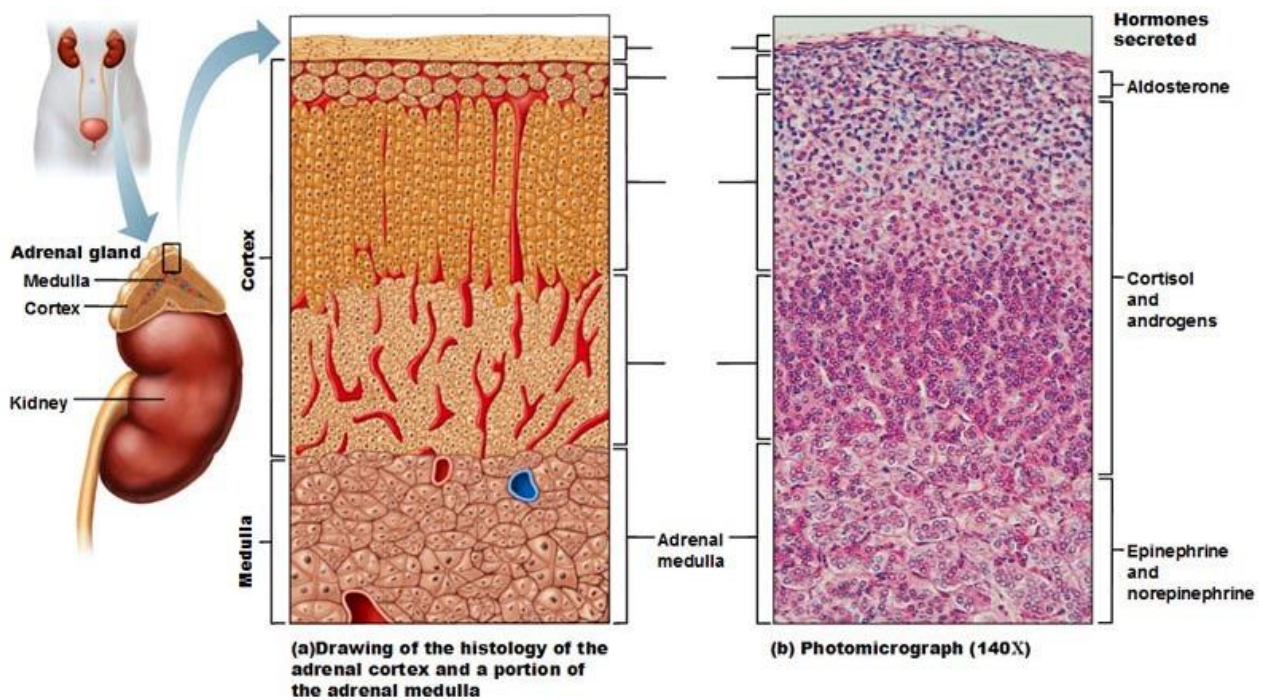 Hormones
secreted
Aldosterone
Adrenal gland
Medulla
Cortex
Kidney
Cortex
Medulla
Cortisol
and
androgens
Adrenal
medulla
Epinephrine
and
norepinephrine
(a)Drawing of the histology of the
adrenal cortex and a portion of
the adrenal medulla
(b) Photomicrograph (140X)